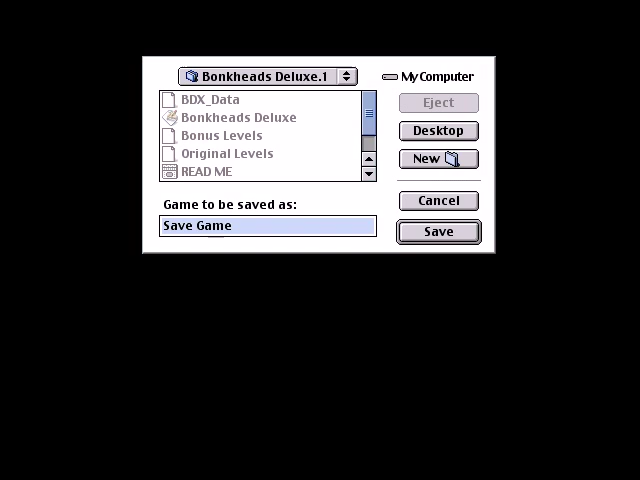 Bonkheads Deluxe.1
My Computer
BDX_Data
Bonkheads Deluxe
Bonus Levels
Original Levels
READ ME
Eject
Desktop
New
Game to be saved as:
Save Game
Cancel
Save